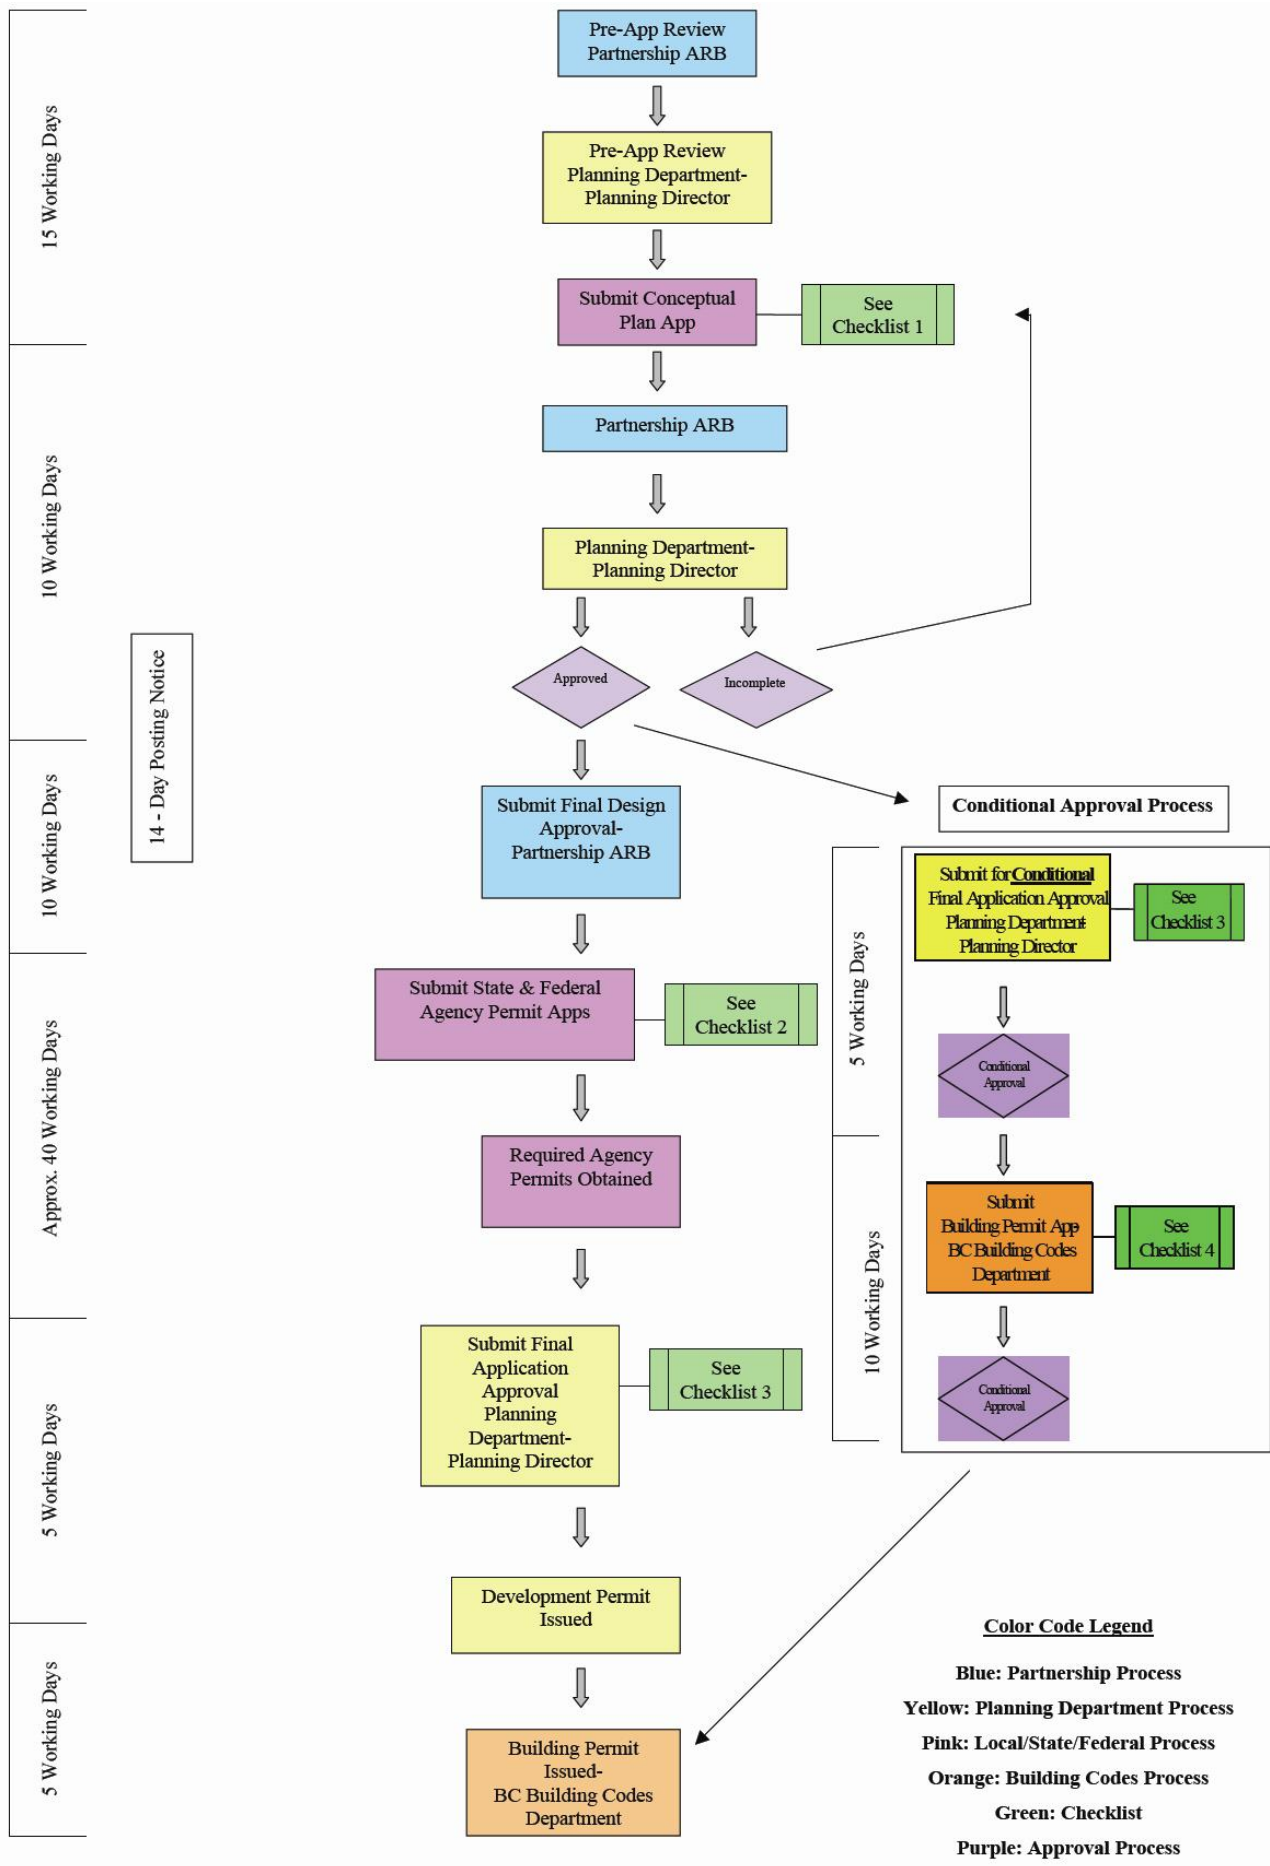 15 Working Days
10 Working Days
10 Working Days
Approx. 40 Working Days
5 Working Days
5 Working Days
14 - Day Posting Notice
Pre-App Review
Partnership ARB
Pre-App Review
Planning Department-
Planning Director
Submit Conceptual
Plan App
See
Checklist 1
Partnership ARB
Planning Department-
Planning Director
Approved
Incomplete
Submit Final Design
Approval-
Partnership ARB
Submit State & Federal
Agency Permit Apps
See
Checklist 2
Required Agency
Permits Obtained
Submit Final
Application
Approval
Planning
Department-
Planning Director
See
Checklist 3
Development Permit
Issued
Building Permit
Issued-
BC Building Codes
Department
Conditional Approval Process
5 Working Days
10 Working Days
Submit for Conditional
Final Application Approval
Planning Department-
Planning Director
See
Checklist 3
Conditional
Approval
Submit
Building Permit App-
BC Building Codes
Department
See
Checklist 4
Conditional
Approval
Color Code Legend
Blue: Partnership Process
Yellow: Planning Department Process
Pink: Local/State/Federal Process
Orange: Building Codes Process
Green: Checklist
Purple: Approval Process